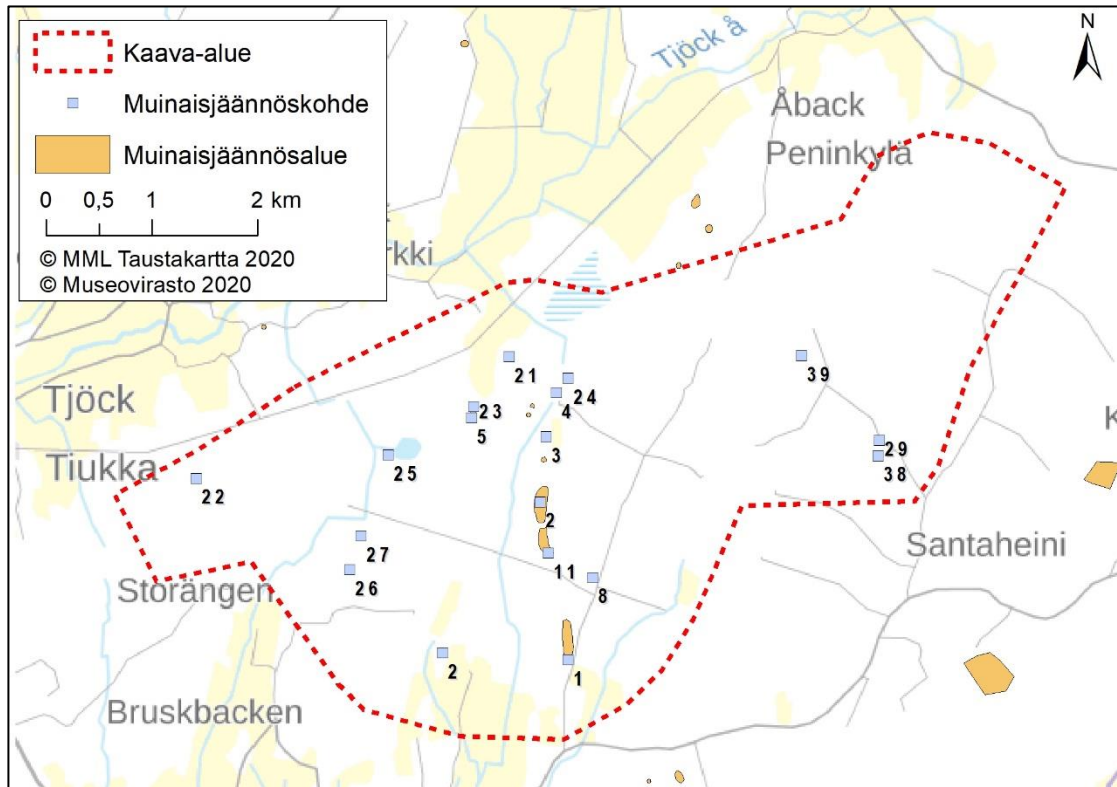 Kaava-alue
Muinaisjäännöskohde
Muinaisjäännösalue
0 0,5 1 2 km
© MML Taustakartta 2020
© Museovirasto 2020
Tjöck å
N
Åback
Peninkylä
rkki
Tjöck
Tiukka
21
24
4
39
23
5
3
29
38
25
22
2
K
27
11
26
8
Santaheini
Storängen
2
1
Bruskbacken